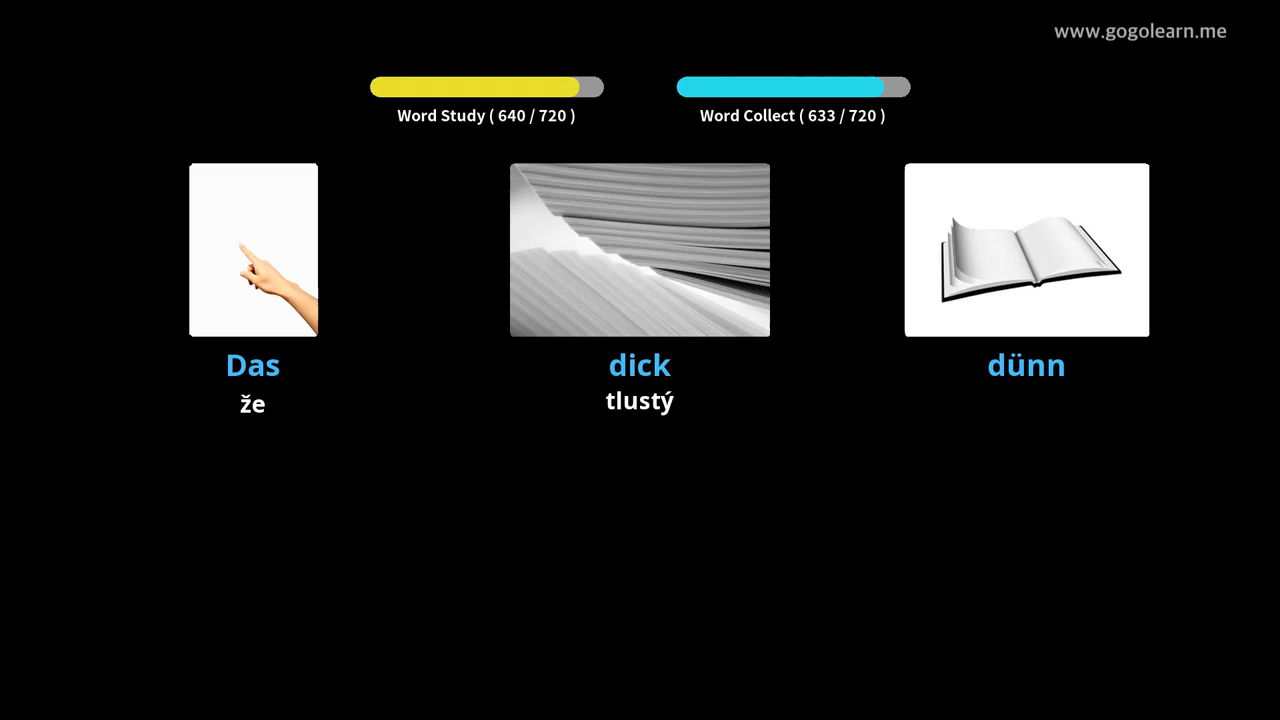 www.gogolearn.me
Word Study ( 640 / 720 )
Word Collect ( 633 / 720 )
Das
že
dick
tlustý
dünn